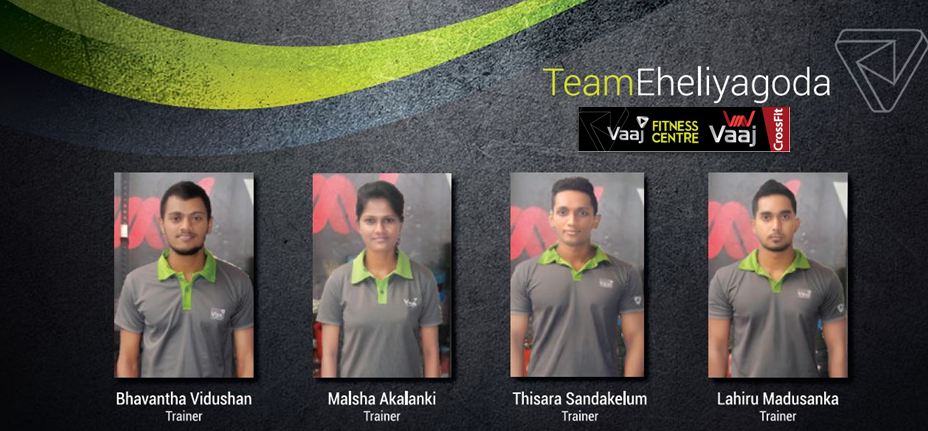 TeamEheliyagoda
Vaaj FITNESS CENTRE Vaaj CrossFit
Bhavantha Vidushan
Trainer
Malsha Akalanki
Trainer
Thisara Sandakelum
Trainer
Lahiru Madusanka
Trainer